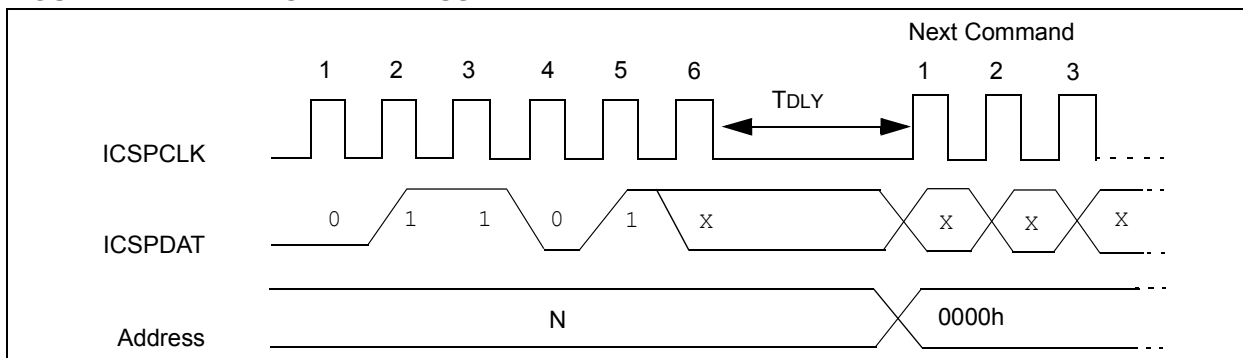 Next Command
1 2 3 4 5 6 1 2 3
TDLY
ICSPCLK
0 1 1 0 1 X X X X
ICSPDAT
N 0000h
Address